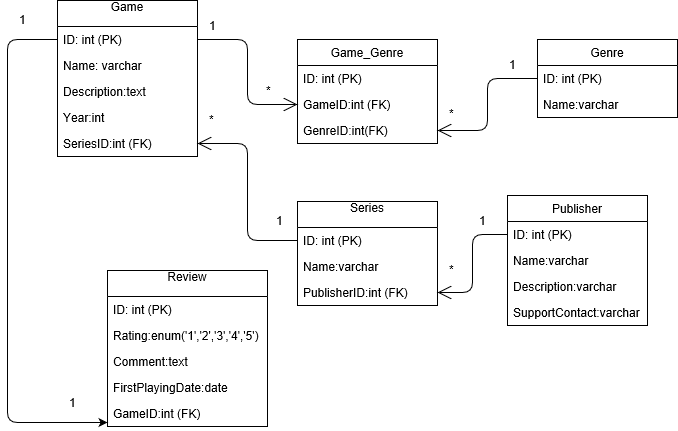 Game
1
ID: int (PK)
Name: varchar
Description:text
Year:int
SeriesID:int (FK)
1
*
*
Game_Genre
ID: int (PK)
GameID:int (FK)
GenreID:int(FK)
1
*
Genre
ID: int (PK)
Name:varchar
Series
1
ID: int (PK)
Name:varchar
PublisherID:int (FK)
1
*
Publisher
ID: int (PK)
Name:varchar
Description:varchar
SupportContact:varchar
Review
ID: int (PK)
Rating:enum('1','2','3','4','5')
Comment:text
FirstPlayingDate:date
GameID:int (FK)
1